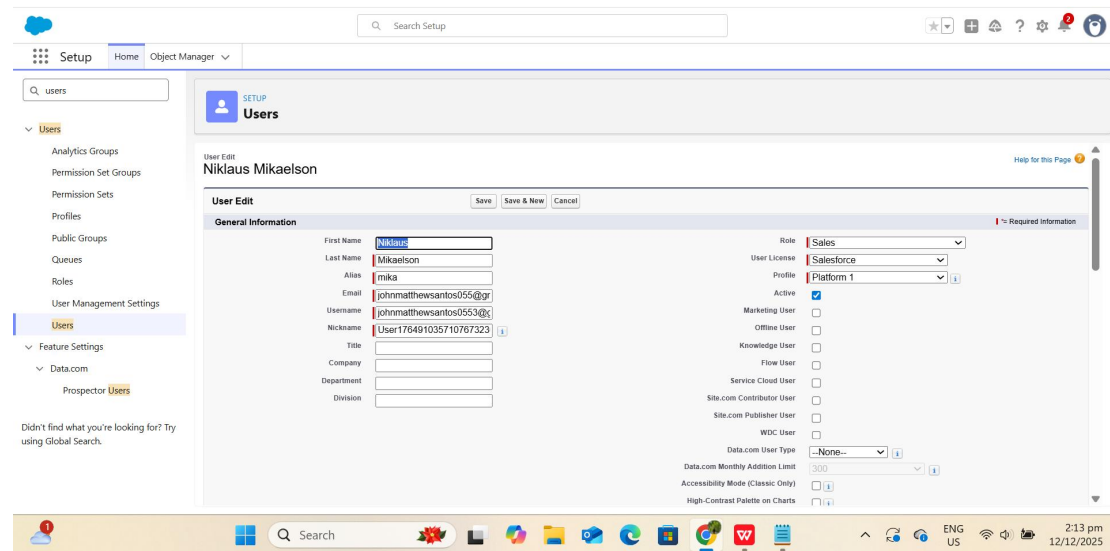 Search Setup
2
Setup
Home
Object Manager
users
Users
Analytics Groups
Permission Set Groups
Permission Sets
Profiles
Public Groups
Queues
Roles
User Management Settings
Users
Feature Settings
Data.com
Prospector Users
Didn't find what you're looking for? Try
using Global Search.
SETUP
Users
User Edit
Niklaus Mikaelson
Help for this Page
User Edit
Save
Save & New
Cancel
General Information
= Required Information
First Name Niklaus
Last Name Mikaelson
Alias mika
Email johnmatthewsantos055@gr
Username johnmatthewsantos0553@
Nickname User176491035710767323
Title
Company
Department
Division
Role Sales
User License Salesforce
Profile Platform 1
Active
Marketing User
Offline User
Knowledge User
Flow User
Service Cloud User
Site.com Contributor User
Site.com Publisher User
WDC User
Data.com User Type --None--
Data.com Monthly Addition Limit 300
Accessibility Mode (Classic Only)
High-Contrast Palette on Charts
1
Search
ENG
US
2:13 pm
12/12/2025